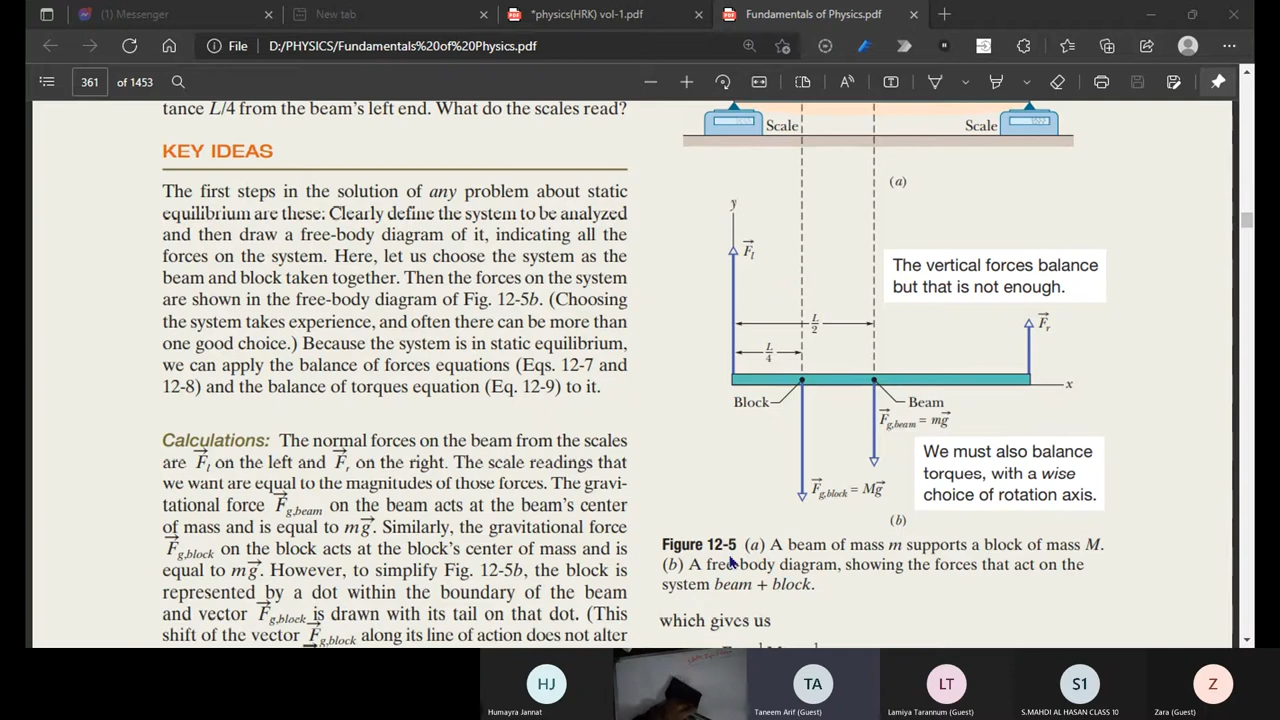 (1) Messenger
New tab
*physics(HRK) vol-1.pdf
Fundamentals of Physics.pdf
File
D:/PHYSICS/Fundamentals%20of%20Physics.pdf
361 of 1453
tance L/4 from the beam's left end. What do the scales read?
KEY IDEAS
The first steps in the solution of any problem about static
equilibrium are these: Clearly define the system to be analyzed
and then draw a free-body diagram of it, indicating all the
forces on the system. Here, let us choose the system as the
beam and block taken together. Then the forces on the system
are shown in the free-body diagram of Fig. 12-5b. (Choosing
the system takes experience, and often there can be more than
one good choice.) Because the system is in static equilibrium,
we can apply the balance of forces equations (Eqs. 12-7 and
12-8) and the balance of torques equation (Eq. 12-9) to it.
Calculations: The normal forces on the beam from the scales
are F⃗l on the left and F⃗r on the right. The scale readings that
we want are equal to the magnitudes of those forces. The gravi-
tational force F⃗g,beam on the beam acts at the beam's center
of mass and is equal to mg⃗. Similarly, the gravitational force
F⃗g,block on the block acts at the block's center of mass and is
equal to mg⃗. However, to simplify Fig. 12-5b, the block is
represented by a dot within the boundary of the beam
and vector F⃗g,block is drawn with its tail on that dot. (This
shift of the vector F⃗g,block along its line of action does not alter
Scale
Scale
(a)
y
F⃗l
The vertical forces balance
but that is not enough.
L/2
F⃗r
L/4
x
Block
Beam
F⃗g,beam = mg⃗
We must also balance
torques, with a wise
choice of rotation axis.
F⃗g,block = Mg⃗
(b)
Figure 12-5 (a) A beam of mass m supports a block of mass M.
(b) A free-body diagram, showing the forces that act on the
system beam + block.
which gives us
HJ
TA
LT
S1
Z
Humayra Jannat
Taneem Arif (Guest)
Lamiya Tarannum (Guest)
S.MAHDI AL HASAN CLASS 10
Zara (Guest)